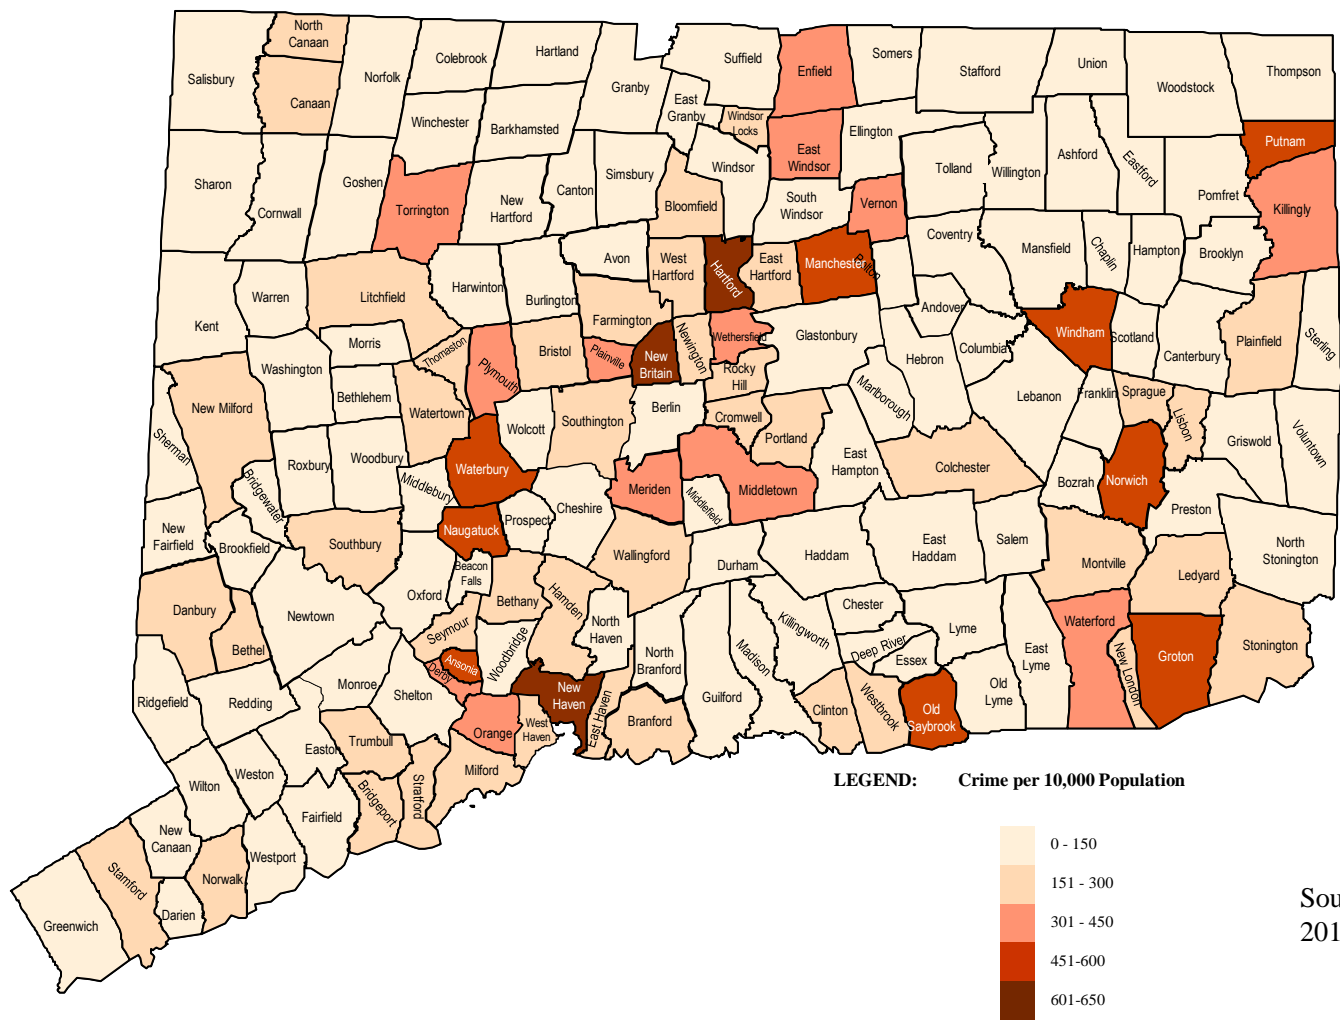 North
Canaan
Salisbury
Canaan
Norfolk
Colebrook
Hartland
Granby
Suffield
East
Granby
Windsor
Locks
Enfield
Somers
Stafford
Union
Woodstock
Thompson
Winchester
Barkhamsted
East
Windsor
Ellington
Tolland
Willington
Ashford
Eastford
Putnam
Sharon
Cornwall
Goshen
Torrington
New
Hartford
Canton
Simsbury
Bloomfield
Windsor
South
Windsor
Vernon
Pomfret
Killingly
Kent
Warren
Litchfield
Harwinton
Burlington
Avon
West
Hartford
Hartford
East
Hartford
Manchester
Bolton
Coventry
Andover
Mansfield
Chaplin
Hampton
Brooklyn
Washington
Morris
Bethlehem
Thomaston
Plymouth
Bristol
Farmington
Plainville
New
Britain
Newington
Wethersfield
Rocky
Hill
Glastonbury
Hebron
Marlborough
Columbia
Windham
Scotland
Canterbury
Plainfield
Sterling
New Milford
Sherman
Bridgewater
Roxbury
Woodbury
Watertown
Middlebury
Waterbury
Wolcott
Southington
Berlin
Cromwell
Portland
East
Hampton
Colchester
Lebanon
Franklin
Sprague
Lisbon
Griswold
Voluntown
Norwich
Bozrah
Preston
North
Stonington
New
Fairfield
Brookfield
Southbury
Naugatuck
Prospect
Cheshire
Meriden
Middlefield
Middletown
Wallingford
Durham
Haddam
East
Haddam
Salem
Montville
Ledyard
Danbury
Bethel
Newtown
Oxford
Beacon
Falls
Seymour
Bethany
Hamden
North
Haven
Woodbridge
Ansonia
Derby
North
Branford
Guilford
Madison
Killingworth
Chester
Deep River
Essex
Lyme
Old
Lyme
East
Lyme
Waterford
New London
Groton
Stonington
Ridgefield
Redding
Monroe
Shelton
Orange
New
Haven
West
Haven
East Haven
Branford
Clinton
Westbrook
Old
Saybrook
Wilton
Weston
Easton
Trumbull
Bridgeport
Stratford
Milford
Fairfield
New
Canaan
Westport
Norwalk
Darien
Stamford
Greenwich
LEGEND: Crime per 10,000 Population
0 - 150
151 - 300
301 - 450
451-600
601-650
Sou
201